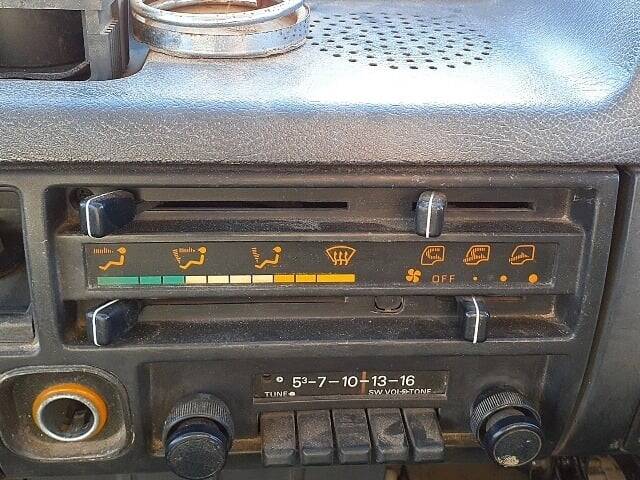 OFF
5³-7-10-13-16
TUNE SW VOL TONE